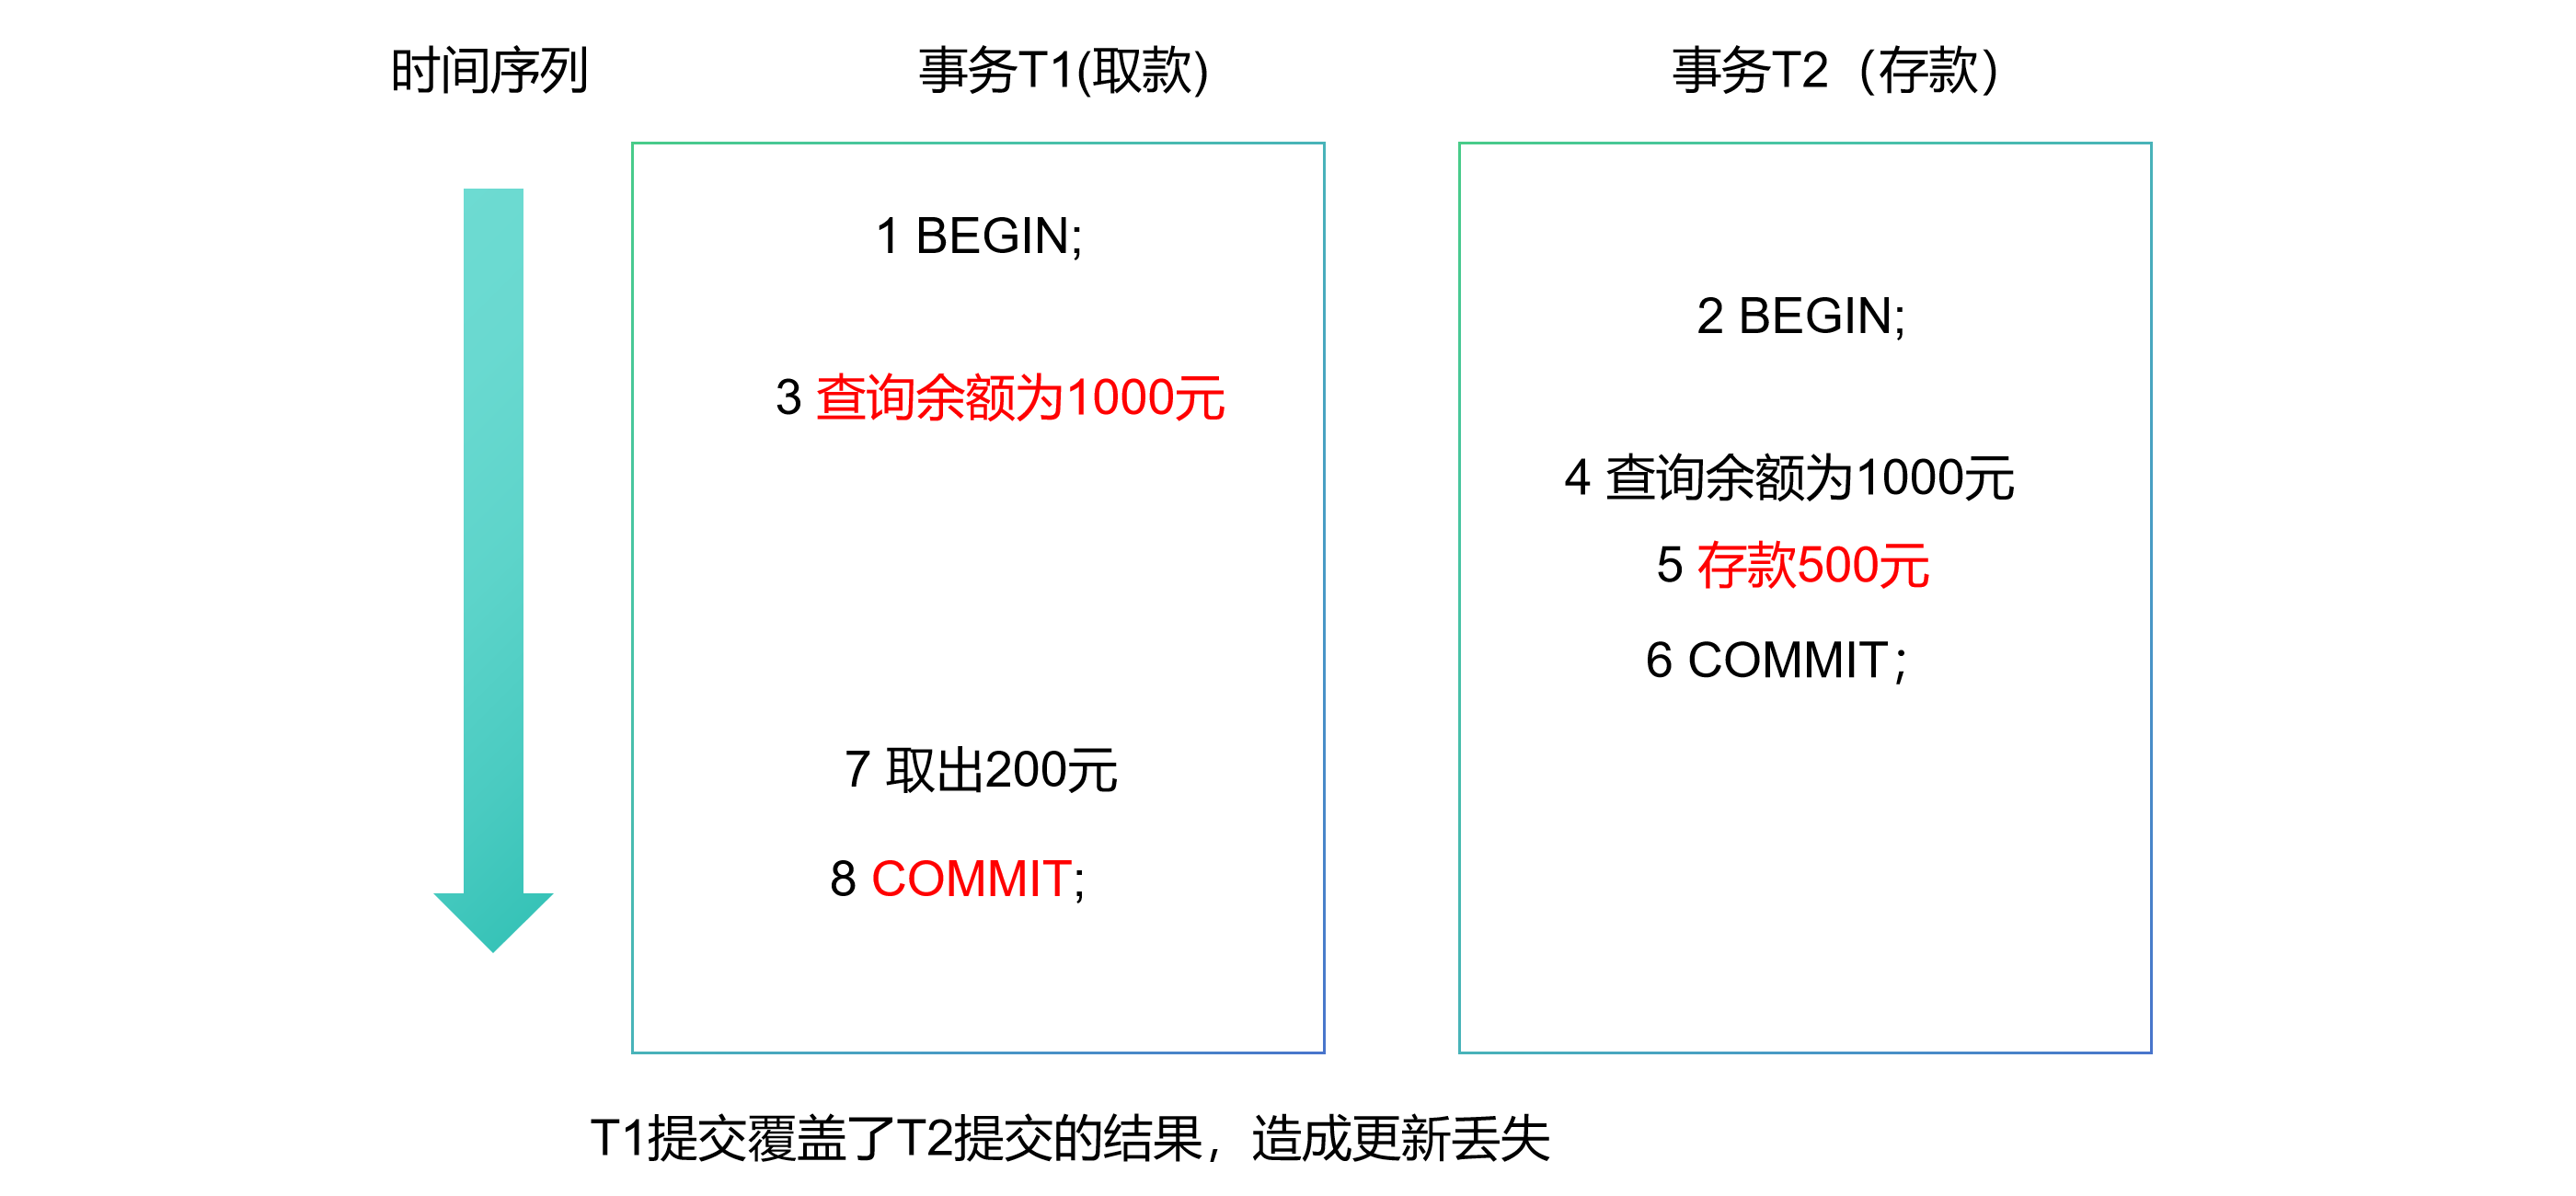 时间序列
事务T1(取款)
事务T2（存款）
1 BEGIN;
2 BEGIN;
3 查询余额为1000元
4 查询余额为1000元
5 存款500元
6 COMMIT；
7 取出200元
8 COMMIT;
T1提交覆盖了T2提交的结果，造成更新丢失